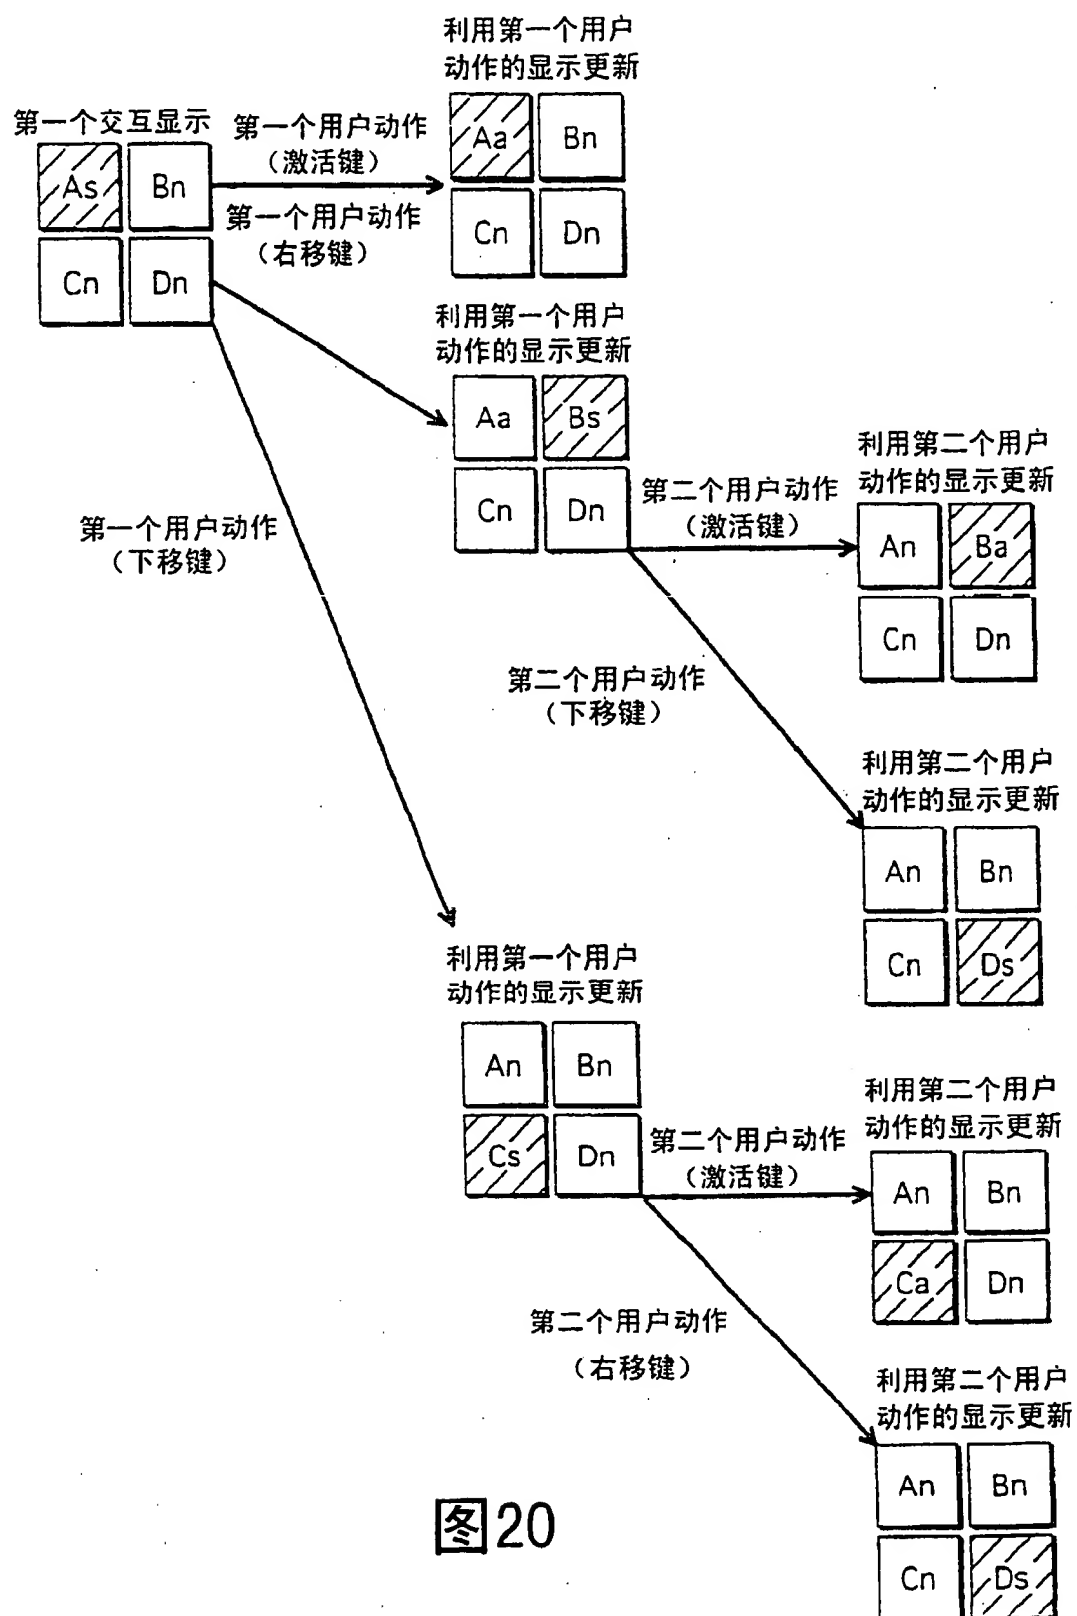 利用第一个用户
动作的显示更新
第一个交互显示
第一个用户动作
（激活键）
Aa
Bn
As
Bn
第一个用户动作
（右移键）
Cn
Dn
Cn
Dn
利用第一个用户
动作的显示更新
Aa
Bs
利用第二个用户
动作的显示更新
Cn
Dn
第二个用户动作
（激活键）
第一个用户动作
（下移键）
An
Ba
Cn
Dn
第二个用户动作
（下移键）
利用第二个用户
动作的显示更新
An
Bn
Cn
Ds
利用第一个用户
动作的显示更新
An
Bn
利用第二个用户
动作的显示更新
Cs
Dn
第二个用户动作
（激活键）
An
Bn
Ca
Dn
第二个用户动作
（右移键）
利用第二个用户
动作的显示更新
An
Bn
Cn
Ds
图20